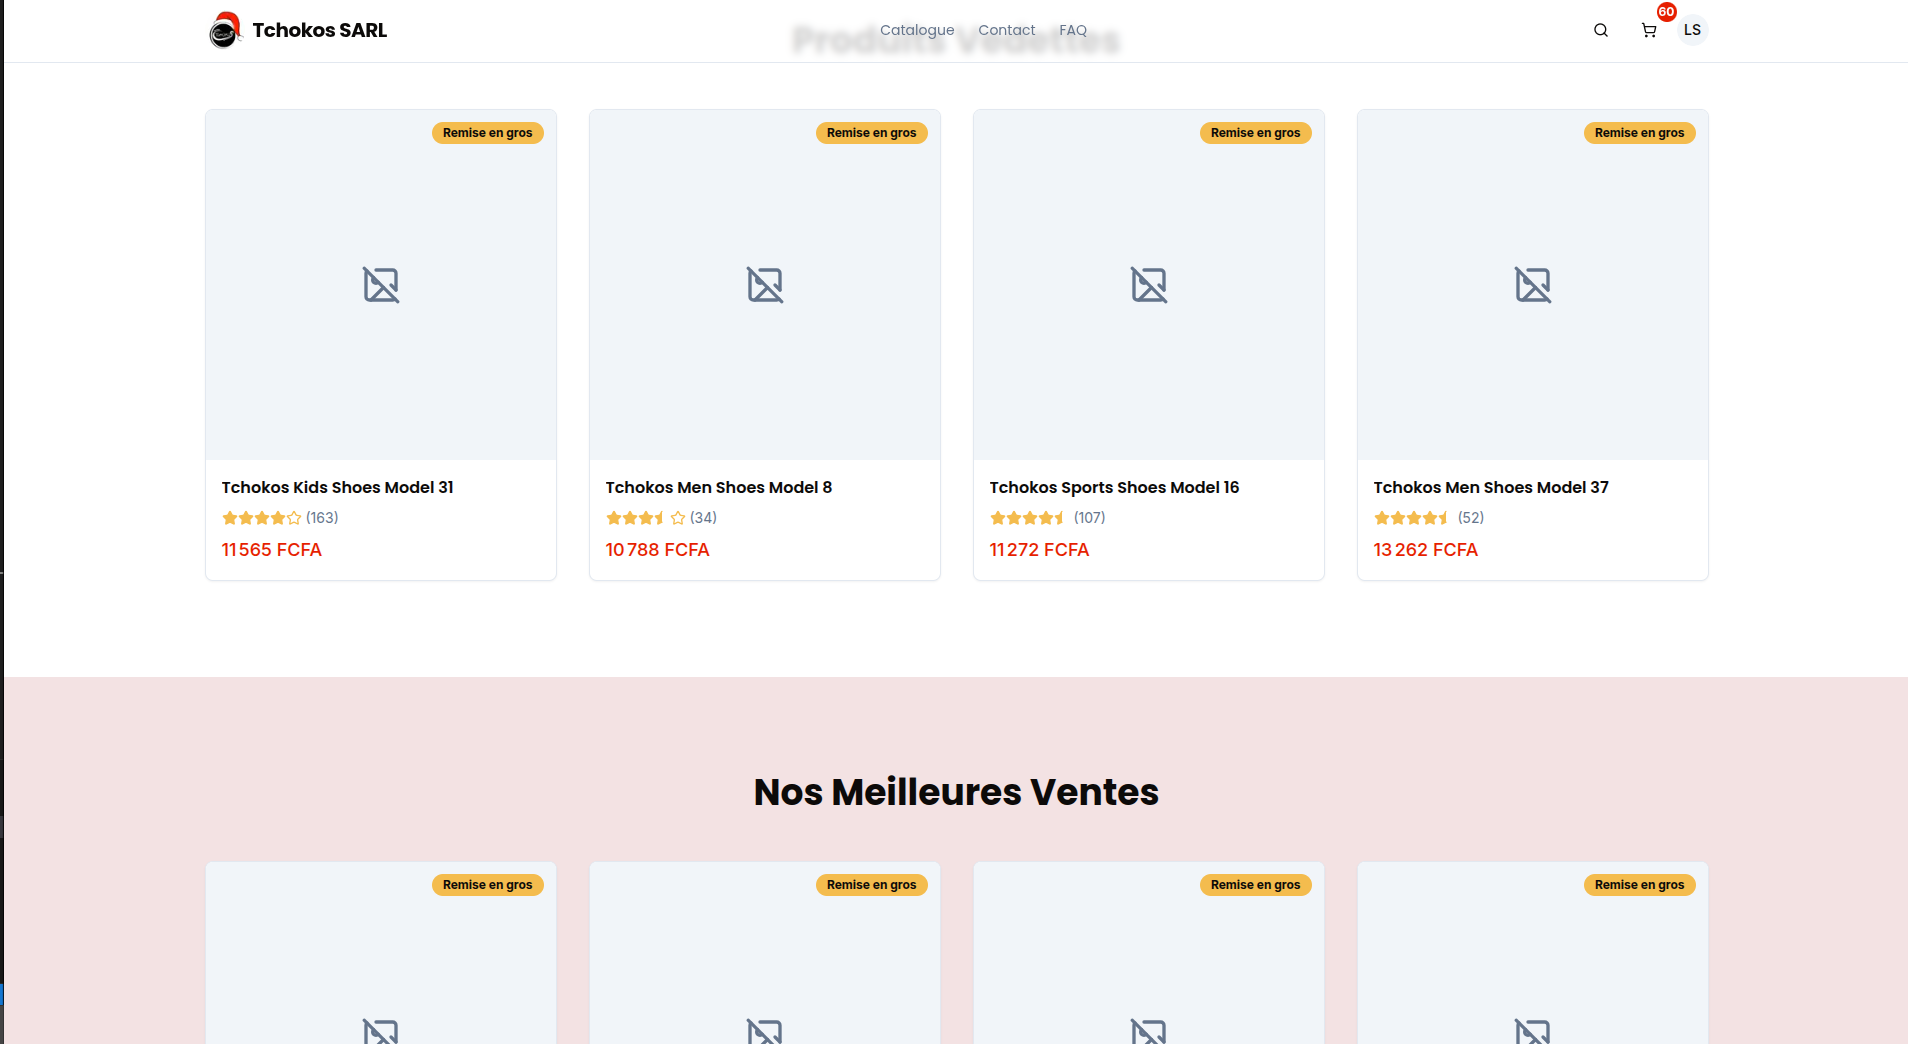 Tchokos SARL
Catalogue Contact FAQ
60
LS
Produits Vedettes
Remise en gros
Remise en gros
Remise en gros
Remise en gros
Tchokos Kids Shoes Model 31
(163)
11 565 FCFA
Tchokos Men Shoes Model 8
(34)
10 788 FCFA
Tchokos Sports Shoes Model 16
(107)
11 272 FCFA
Tchokos Men Shoes Model 37
(52)
13 262 FCFA
Nos Meilleures Ventes
Remise en gros
Remise en gros
Remise en gros
Remise en gros